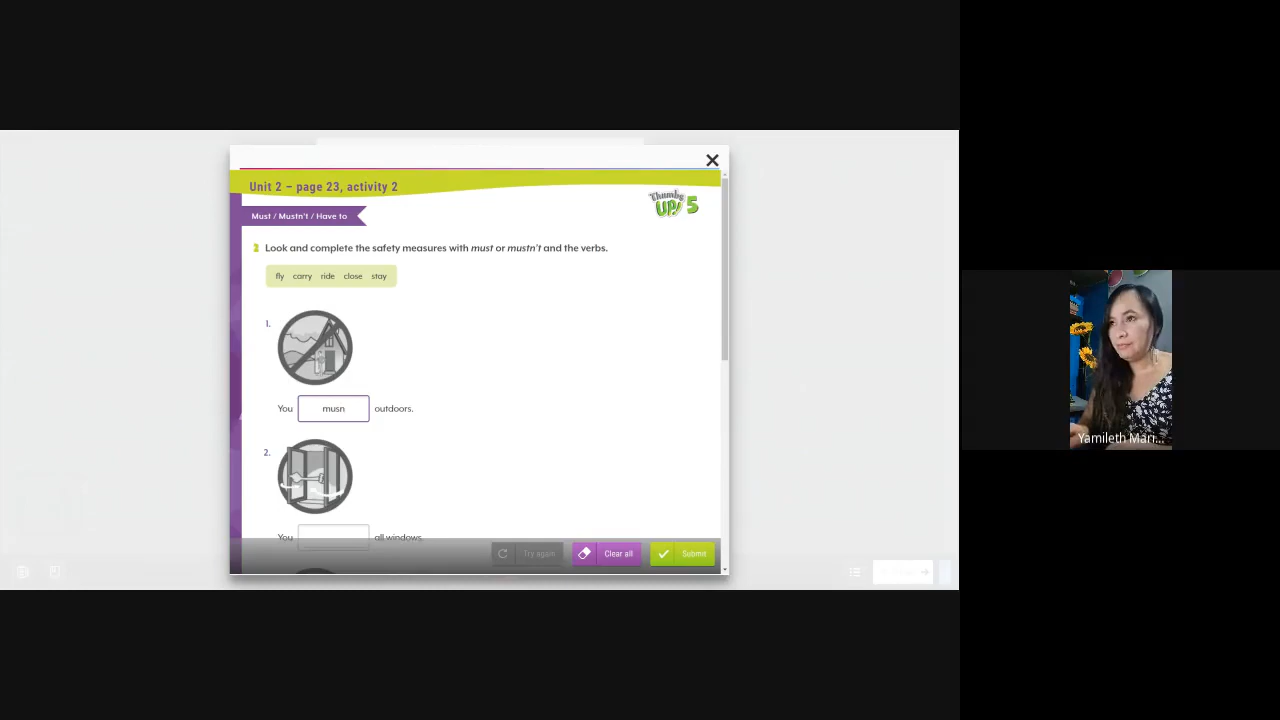 Unit 2 – page 23, activity 2
Thumbs UP! 5
Must / Mustn't / Have to
2 Look and complete the safety measures with must or mustn't and the verbs.
fly carry ride close stay
1.
You musn outdoors.
2.
You all windows.
Try again Clear all Submit
Yamileth Mari...